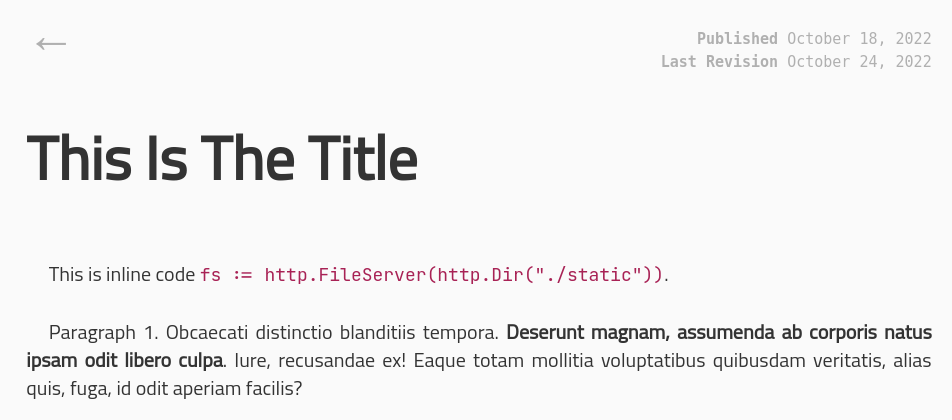 ←
Published October 18, 2022
Last Revision October 24, 2022
This Is The Title
This is inline code fs := http.FileServer(http.Dir("./static")).
Paragraph 1. Obcaecati distinctio blanditiis tempora. Deserunt magnam, assumenda ab corporis natus
ipsam odit libero culpa. Iure, recusandae ex! Eaque totam mollitia voluptatibus quibusdam veritatis, alias
quis, fuga, id odit aperiam facilis?